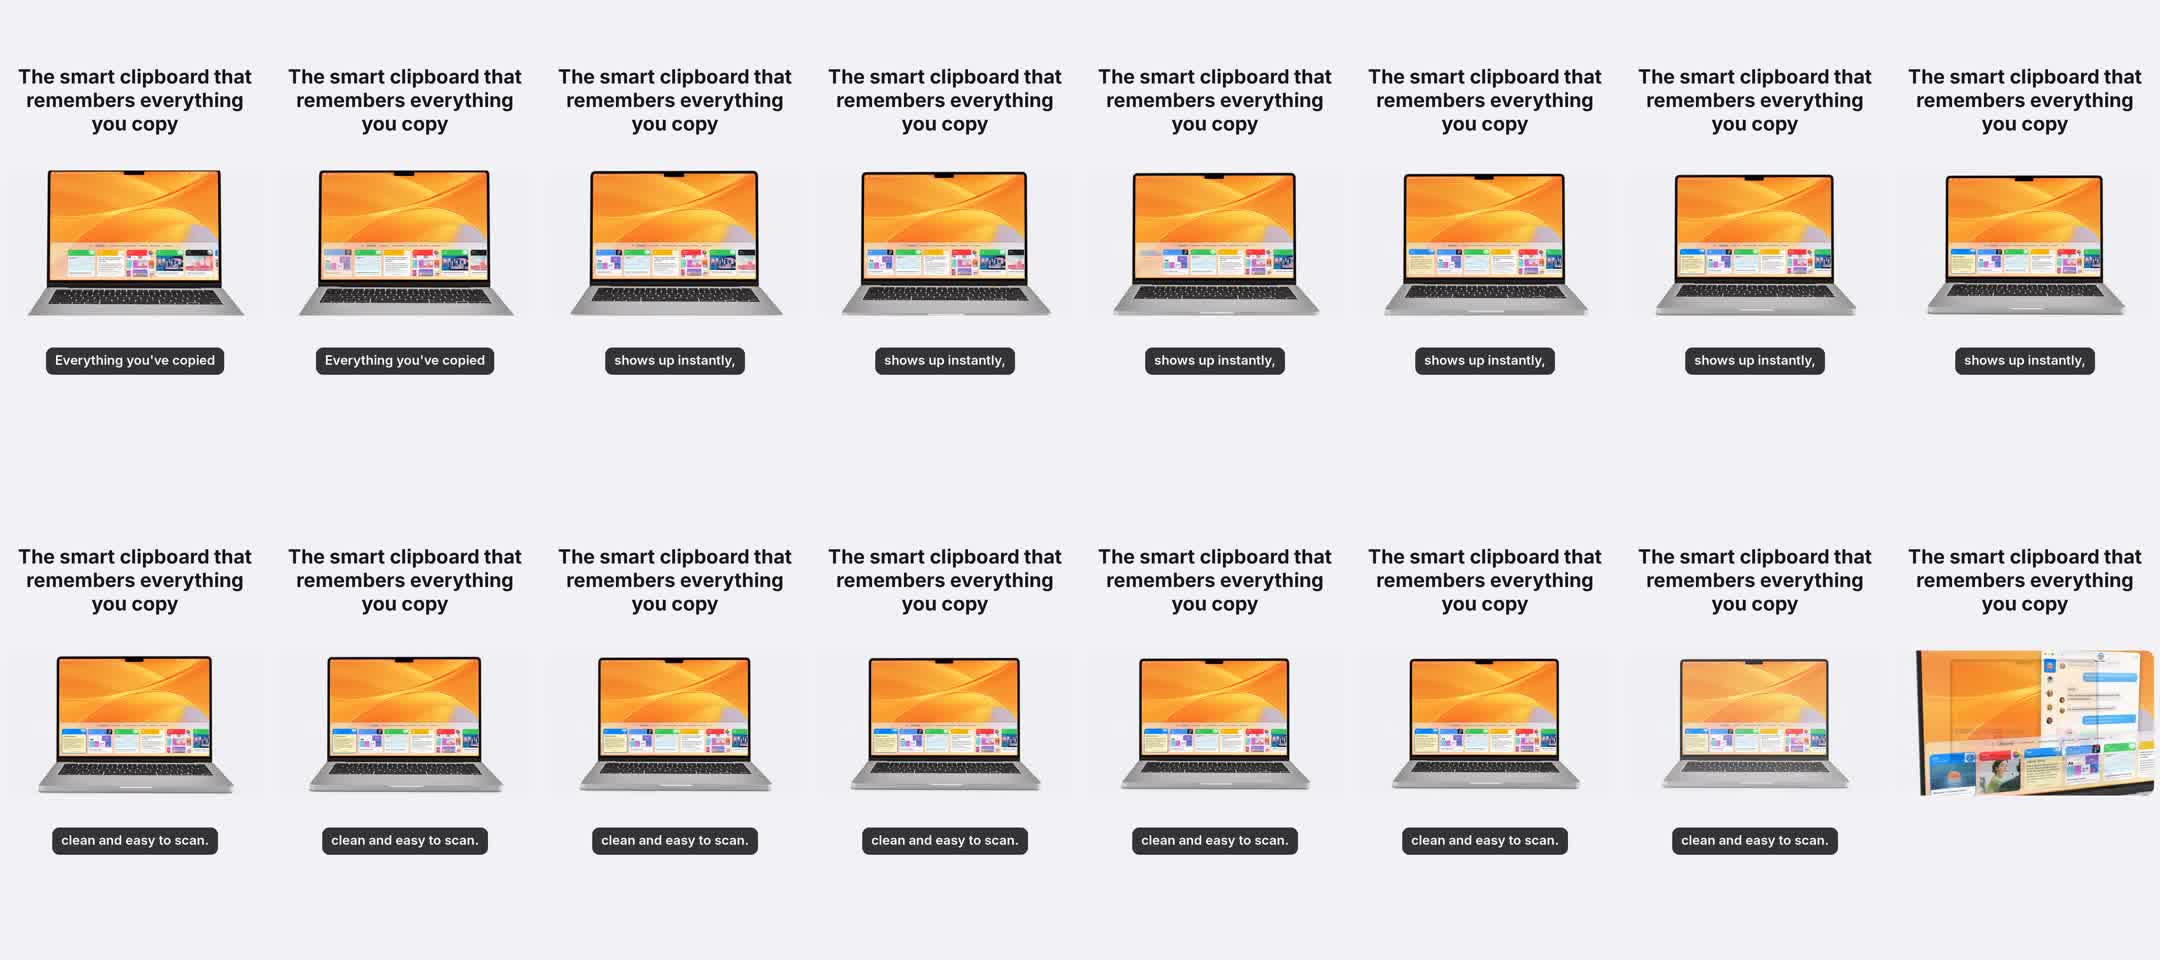 The smart clipboard that
remembers everything
you copy
Everything you've copied
The smart clipboard that
remembers everything
you copy
Everything you've copied
The smart clipboard that
remembers everything
you copy
shows up instantly,
The smart clipboard that
remembers everything
you copy
shows up instantly,
The smart clipboard that
remembers everything
you copy
shows up instantly,
The smart clipboard that
remembers everything
you copy
shows up instantly,
The smart clipboard that
remembers everything
you copy
shows up instantly,
The smart clipboard that
remembers everything
you copy
shows up instantly,
The smart clipboard that
remembers everything
you copy
clean and easy to scan.
The smart clipboard that
remembers everything
you copy
clean and easy to scan.
The smart clipboard that
remembers everything
you copy
clean and easy to scan.
The smart clipboard that
remembers everything
you copy
clean and easy to scan.
The smart clipboard that
remembers everything
you copy
clean and easy to scan.
The smart clipboard that
remembers everything
you copy
clean and easy to scan.
The smart clipboard that
remembers everything
you copy
clean and easy to scan.
The smart clipboard that
remembers everything
you copy